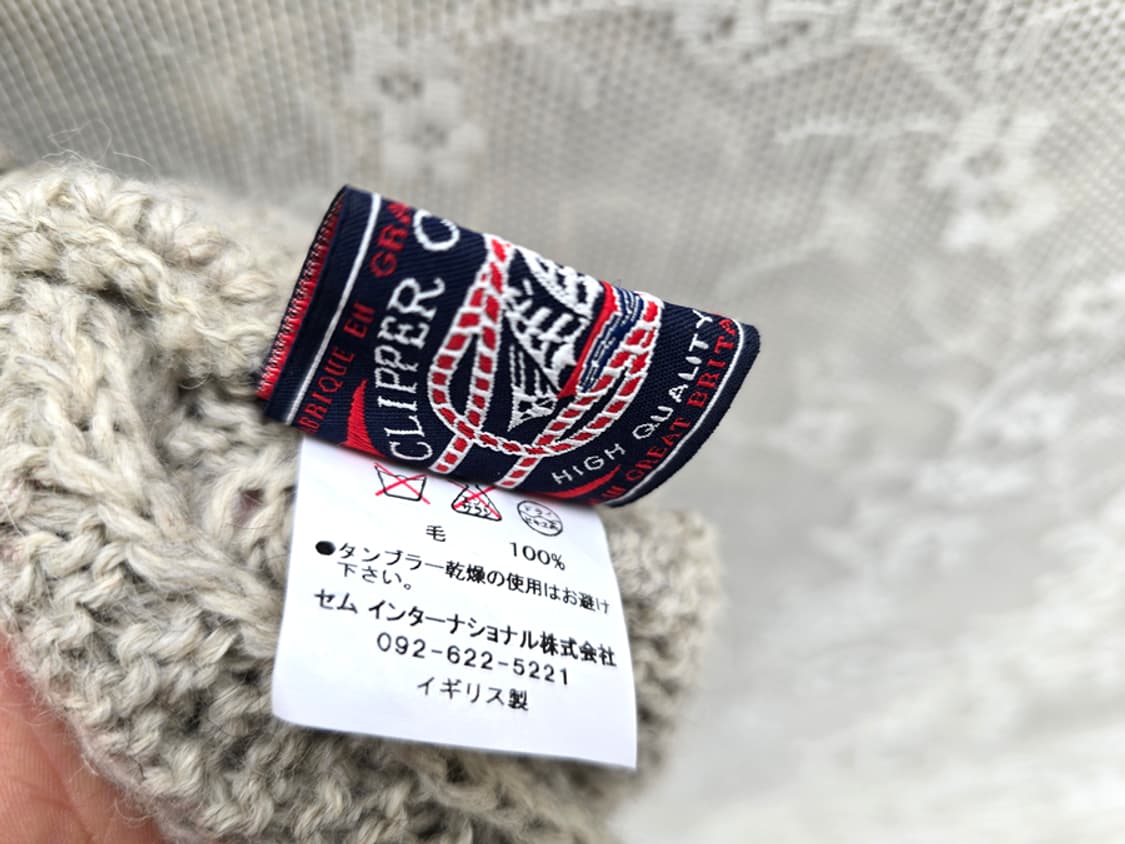 CLIPPER
HIGH QUALITY
GREAT
毛 100%
●タンブラー乾燥の使用はお避け
下さい。
セム インターナショナル株式会社
092-622-5221
イギリス製